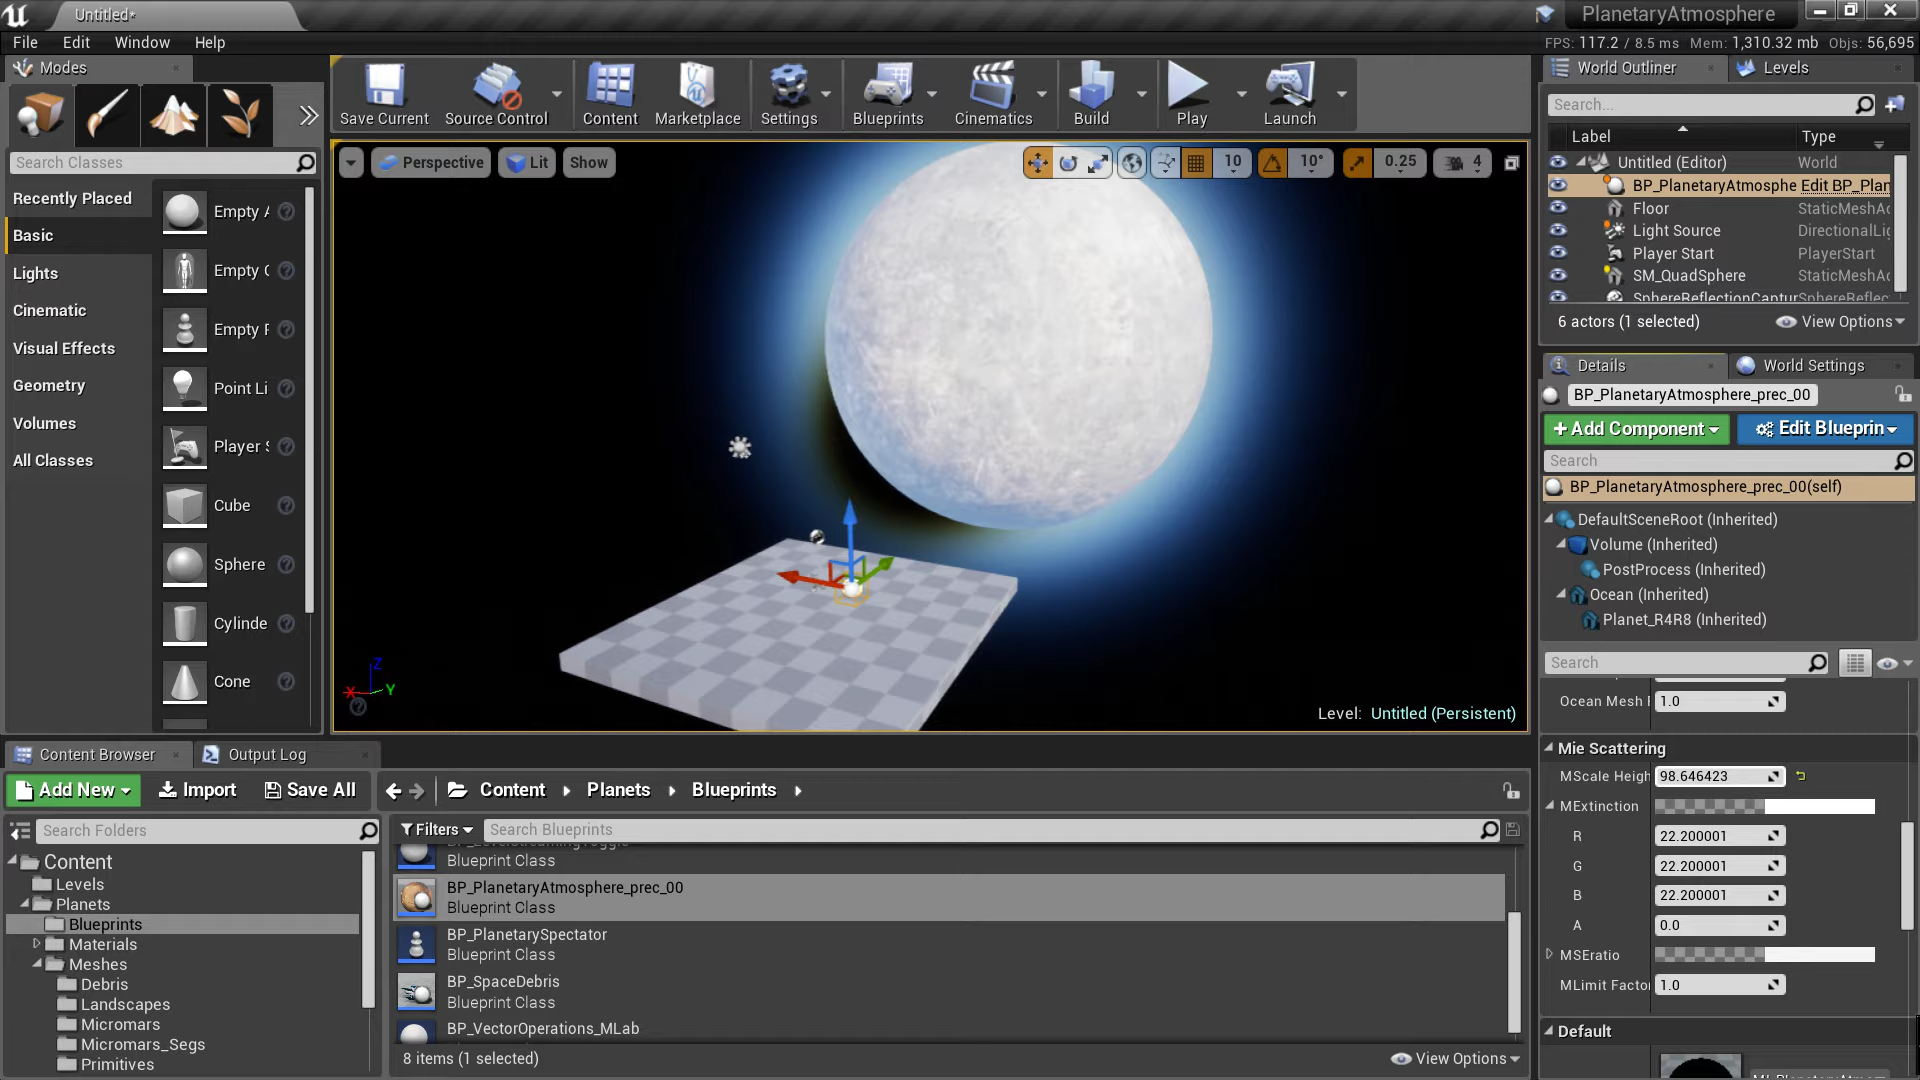 Untitled*
PlanetaryAtmosphere
File Edit Window Help
FPS: 117.2 / 8.5 ms Mem: 1,310.32 mb Objs: 56,695
Modes
Search Classes
Recently Placed
Basic
Lights
Cinematic
Visual Effects
Geometry
Volumes
All Classes
Empty A
Empty C
Empty P
Point Li
Player S
Cube
Sphere
Cylinde
Cone
Save Current
Source Control
Content
Marketplace
Settings
Blueprints
Cinematics
Build
Play
Launch
Perspective
Lit
Show
10
10°
0.25
4
Z
X
Y
Level: Untitled (Persistent)
World Outliner
Levels
Search...
Label Type
Untitled (Editor) World
BP_PlanetaryAtmosphe Edit BP_Plan
Floor StaticMeshAc
Light Source DirectionalLig
Player Start PlayerStart
SM_QuadSphere StaticMeshAc
SphereReflectionCaptur SphereReflec
6 actors (1 selected)
View Options
Details
World Settings
BP_PlanetaryAtmosphere_prec_00
+Add Component
Edit Blueprin
Search
BP_PlanetaryAtmosphere_prec_00(self)
DefaultSceneRoot (Inherited)
Volume (Inherited)
PostProcess (Inherited)
Ocean (Inherited)
Planet_R4R8 (Inherited)
Search
Ocean Mesh 1.0
Mie Scattering
MScale Heigh 98.646423
MExtinction
R 22.200001
G 22.200001
B 22.200001
A 0.0
MSEratio
MLimit Facto 1.0
Default
Content Browser
Output Log
Add New
Import
Save All
Content
Planets
Blueprints
Search Folders
Content
Levels
Planets
Blueprints
Materials
Meshes
Debris
Landscapes
Micromars
Micromars_Segs
Primitives
Filters
Search Blueprints
Blueprint Class
BP_PlanetaryAtmosphere_prec_00
Blueprint Class
BP_PlanetarySpectator
Blueprint Class
BP_SpaceDebris
Blueprint Class
BP_VectorOperations_MLab
8 items (1 selected)
View Options